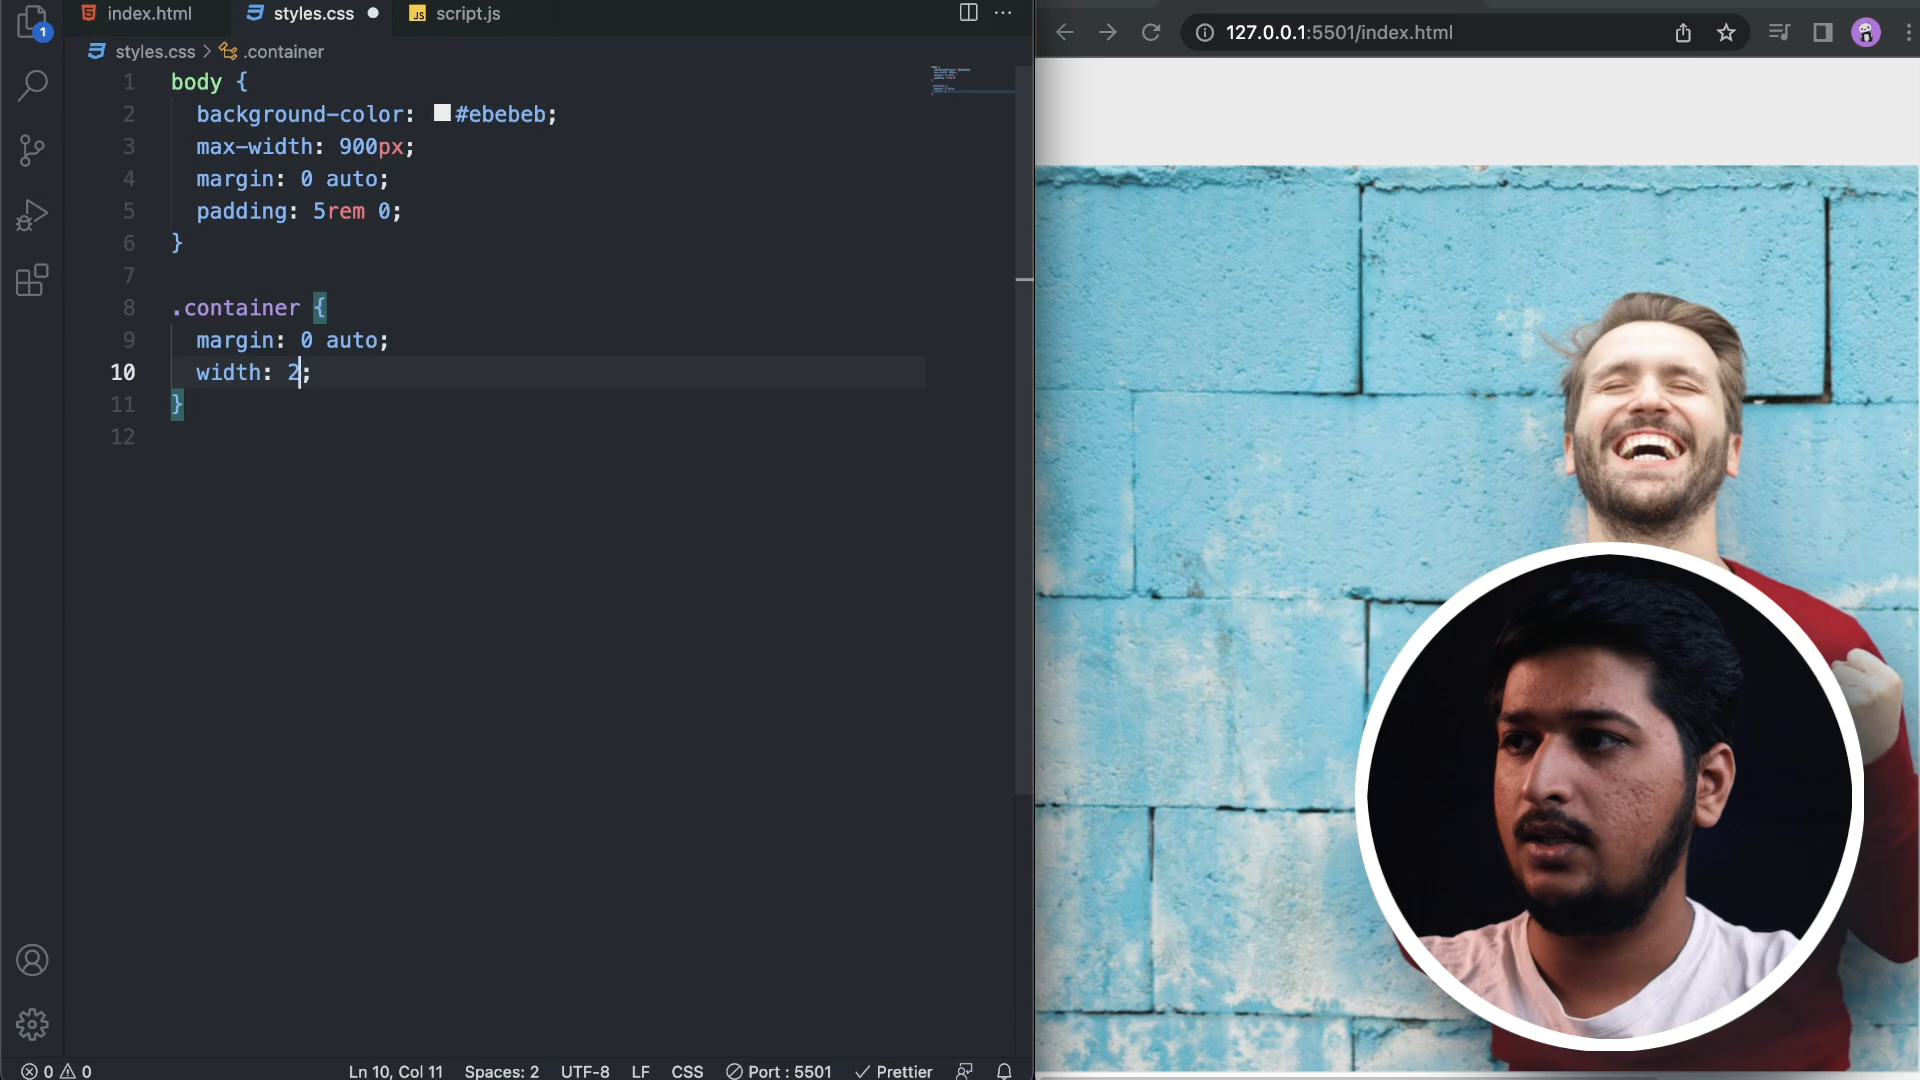 index.html
styles.css
script.js
127.0.0.1:5501/index.html
1
styles.css > .container
1 body {
2 background-color: #ebebeb;
3 max-width: 900px;
4 margin: 0 auto;
5 padding: 5rem 0;
6 }
7
8 .container {
9 margin: 0 auto;
10 width: 2;
11 }
12
0 0 Ln 10, Col 11 Spaces: 2 UTF-8 LF CSS Port : 5501 Prettier